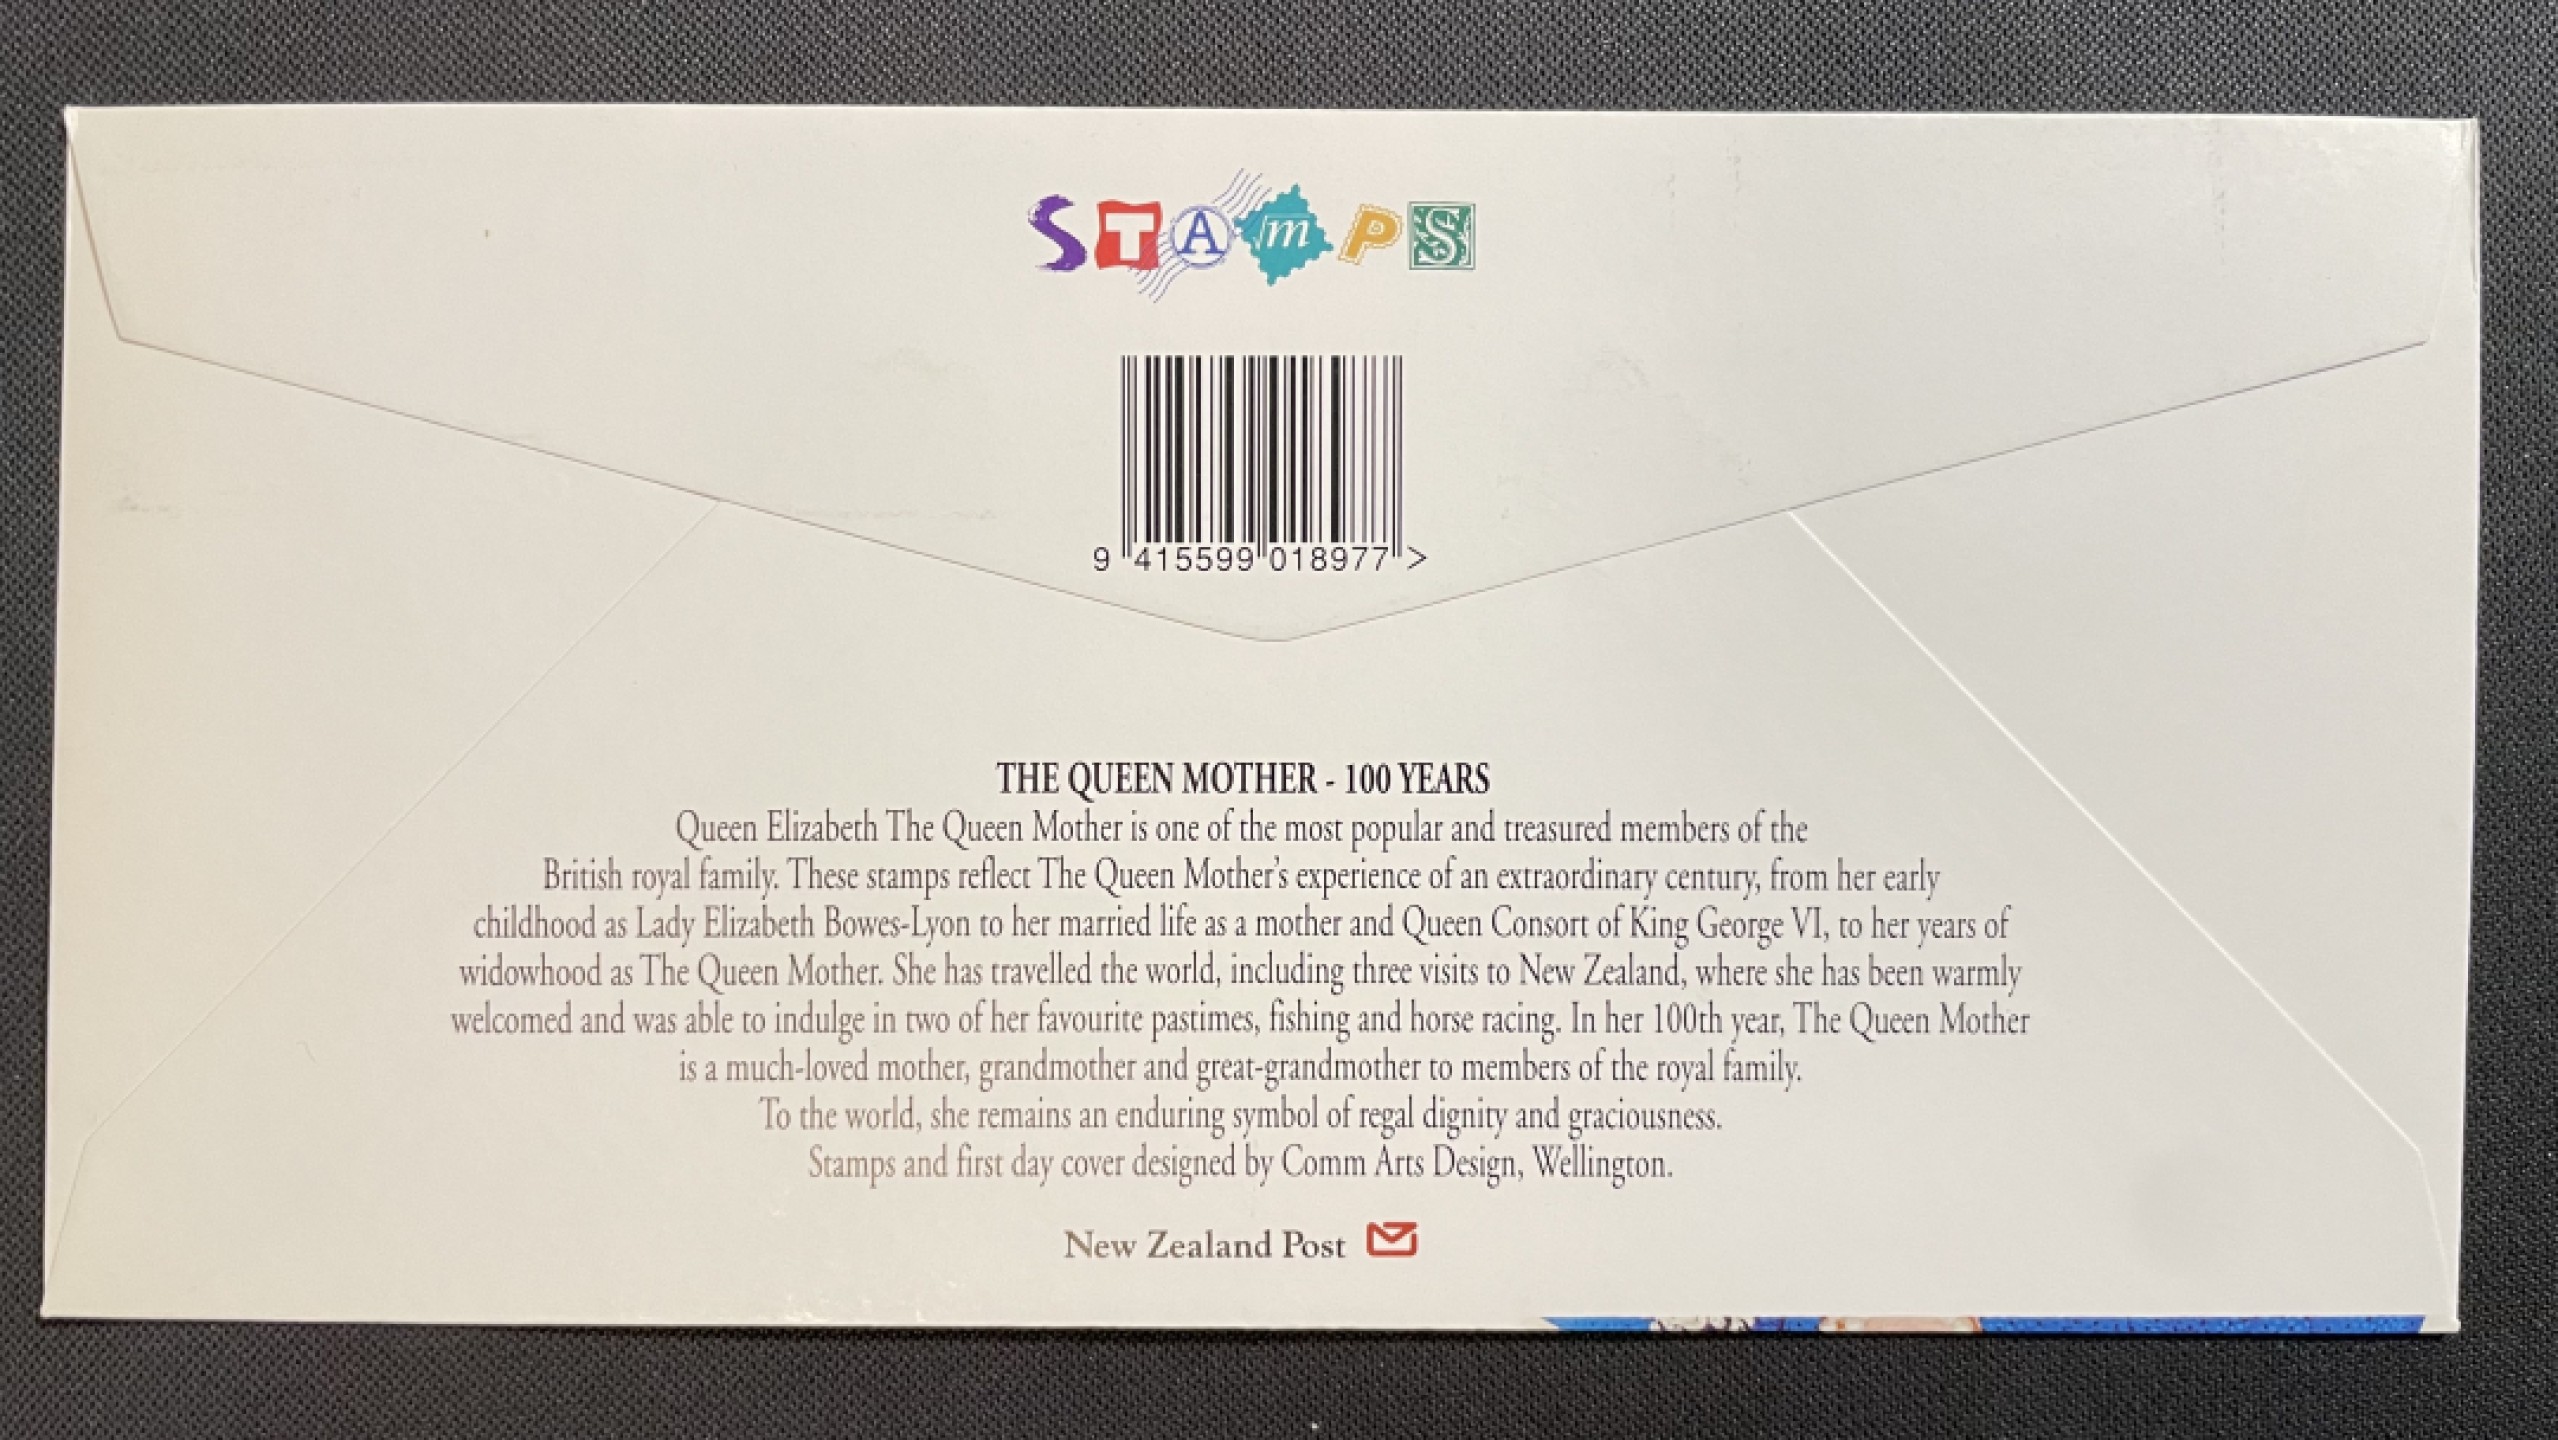 STAmPS
9 415599 018977 >
THE QUEEN MOTHER - 100 YEARS
Queen Elizabeth The Queen Mother is one of the most popular and treasured members of the
British royal family. These stamps reflect The Queen Mother's experience of an extraordinary century, from her early
childhood as Lady Elizabeth Bowes-Lyon to her married life as a mother and Queen Consort of King George VI, to her years of
widowhood as The Queen Mother. She has travelled the world, including three visits to New Zealand, where she has been warmly
welcomed and was able to indulge in two of her favourite pastimes, fishing and horse racing. In her 100th year, The Queen Mother
is a much-loved mother, grandmother and great-grandmother to members of the royal family.
To the world, she remains an enduring symbol of regal dignity and graciousness.
Stamps and first day cover designed by Comm Arts Design, Wellington.
New Zealand Post